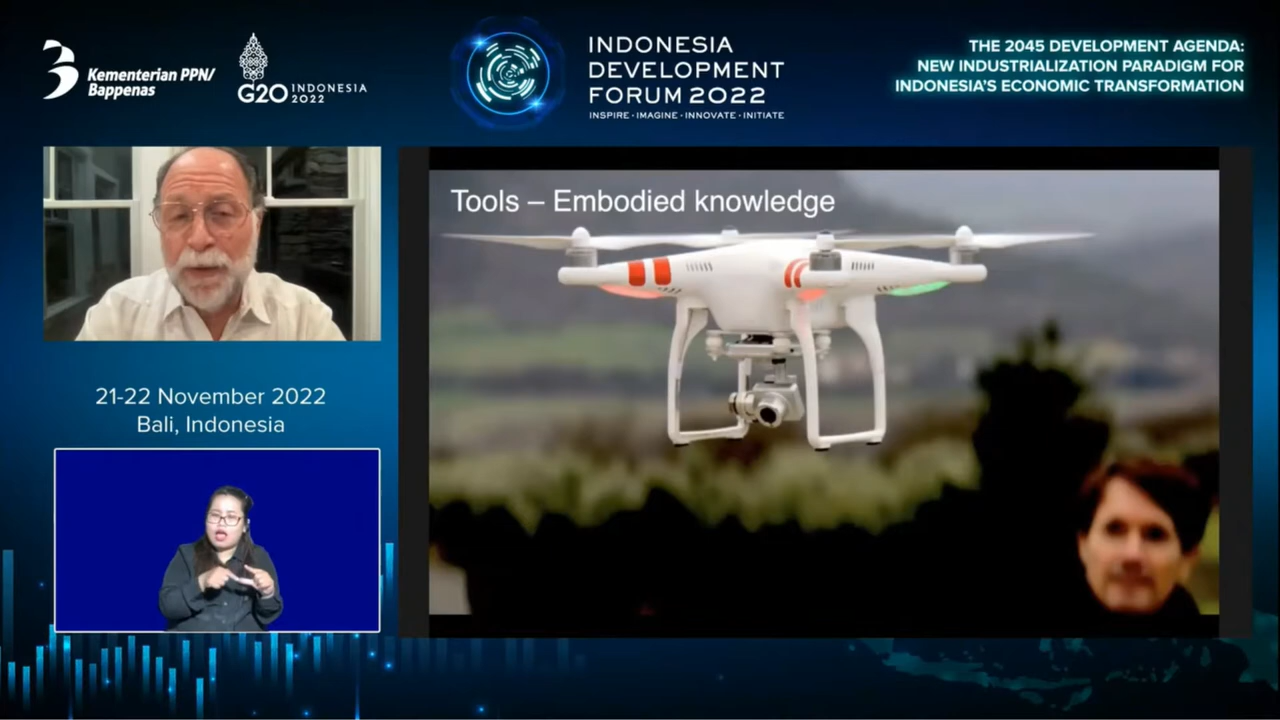 Kementerian PPN/
Bappenas
G20 INDONESIA
2022
INDONESIA
DEVELOPMENT
FORUM 2022
INSPIRE · IMAGINE · INNOVATE · INITIATE
THE 2045 DEVELOPMENT AGENDA:
NEW INDUSTRIALIZATION PARADIGM FOR
INDONESIA'S ECONOMIC TRANSFORMATION
Tools – Embodied knowledge
21-22 November 2022
Bali, Indonesia